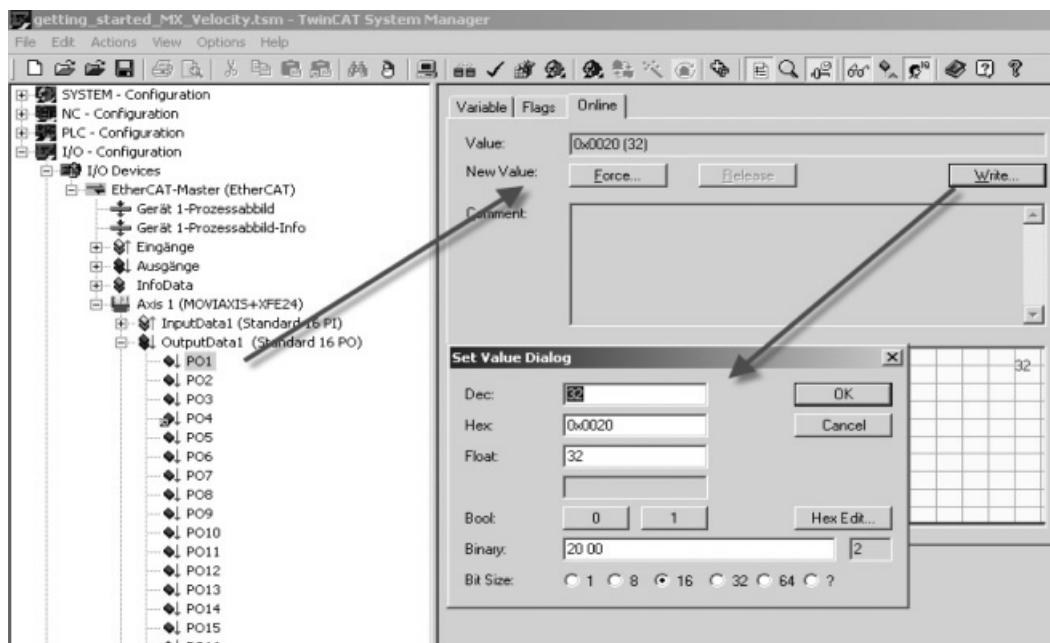 getting_started_MX_Velocity.tsm - TwinCAT System Manager
File Edit Actions View Options Help
SYSTEM - Configuration
NC - Configuration
PLC - Configuration
I/O - Configuration
I/O Devices
EtherCAT-Master (EtherCAT)
Gerät 1-Prozessabbild
Gerät 1-Prozessabbild-Info
Eingänge
Ausgänge
InfoData
Axis 1 (MOVIAXIS+XFE24)
InputData1 (Standard 16 PI)
OutputData1 (Standard 16 PO)
PO1
PO2
PO3
PO4
PO5
PO6
PO7
PO8
PO9
PO10
PO11
PO12
PO13
PO14
PO15
Variable Flags Online
Value: 0x0020 (32)
New Value: Force... Release Write...
Comment:
32
Set Value Dialog
Dec: 32 OK
Hex: 0x0020 Cancel
Float: 32
Bool: 0 1 Hex Edit...
Binary: 20 00 2
Bit Size: 1 8 16 32 64 ?